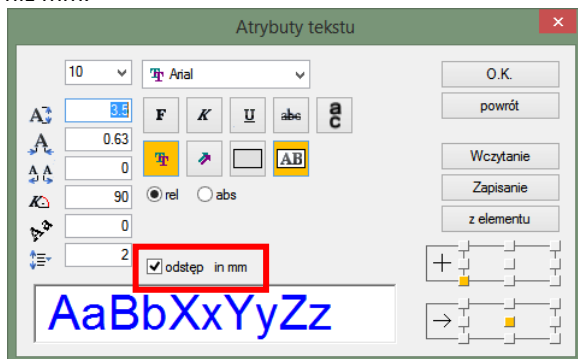 Atrybuty tekstu
10 Arial O.K.
3.5 F K U abc a c powrót
0.63
0 AB Wczytanie
90 rel abs Zapisanie
0 z elementu
2 odstęp in mm
AaBbXxYyZz